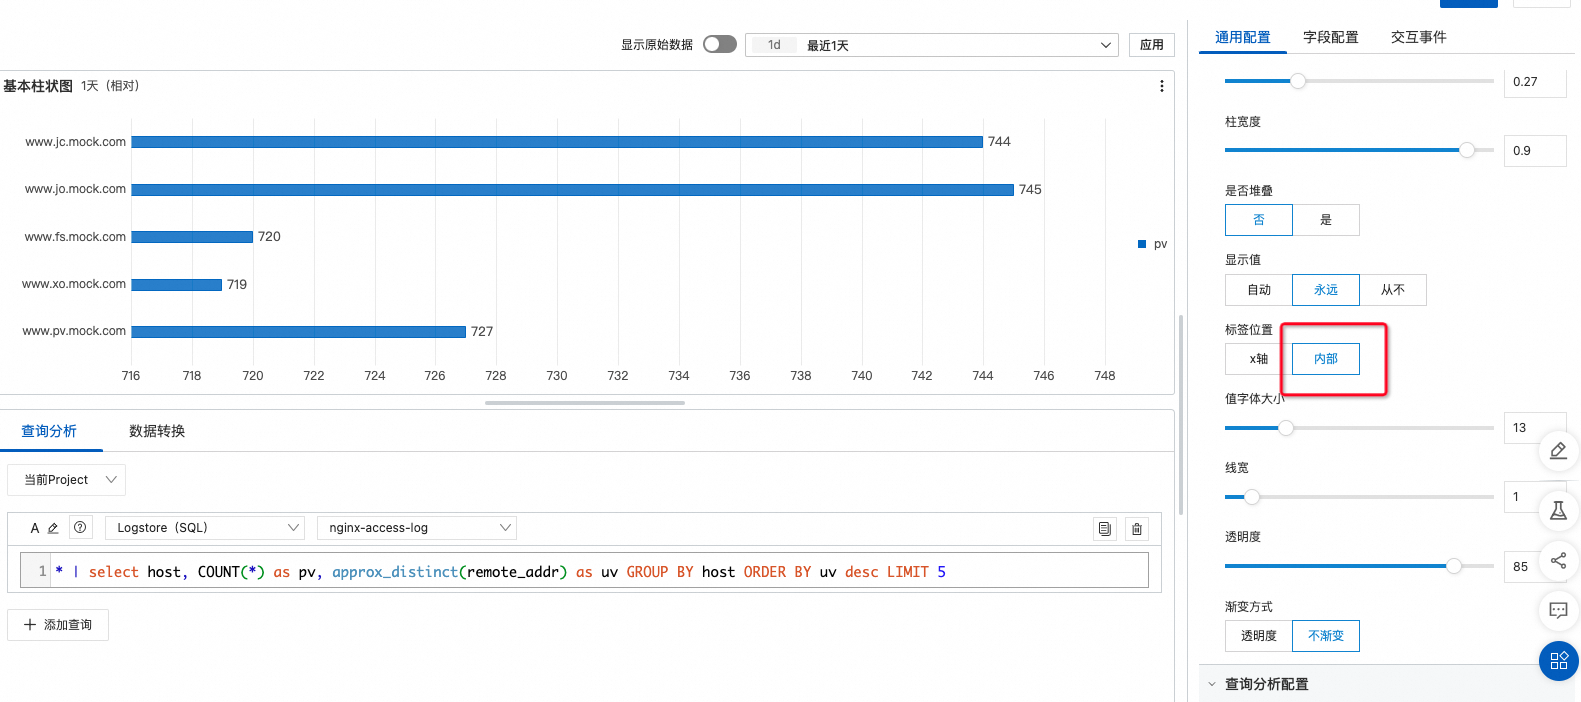 显示原始数据 1d 最近1天 应用
基本柱状图 1天（相对）
www.jc.mock.com 744
www.jo.mock.com 745
www.fs.mock.com 720
www.xo.mock.com 719
www.pv.mock.com 727
pv
716 718 720 722 724 726 728 730 732 734 736 738 740 742 744 746 748
查询分析 数据转换
当前Project
A Logstore（SQL） nginx-access-log
1 * | select host, COUNT(*) as pv, approx_distinct(remote_addr) as uv GROUP BY host ORDER BY uv desc LIMIT 5
添加查询
通用配置 字段配置 交互事件
0.27
柱宽度
0.9
是否堆叠
否 是
显示值
自动 永远 从不
标签位置
x轴 内部
值字体大小
13
线宽
1
透明度
85
渐变方式
透明度 不渐变
查询分析配置